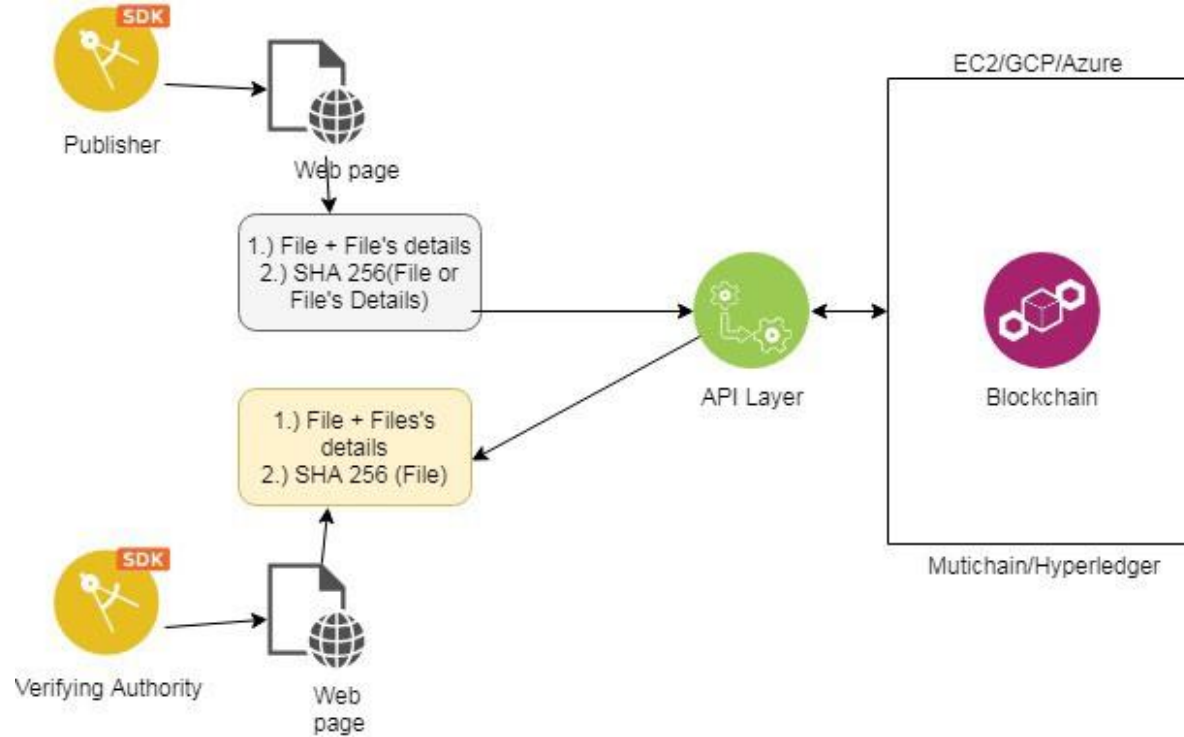 SDK
Publisher
Web page
1.) File + File's details
2.) SHA 256(File or
File's Details)
EC2/GCP/Azure
API Layer
Blockchain
1.) File + Files's
details
2.) SHA 256 (File)
Mutichain/Hyperledger
SDK
Verifying Authority
Web
page